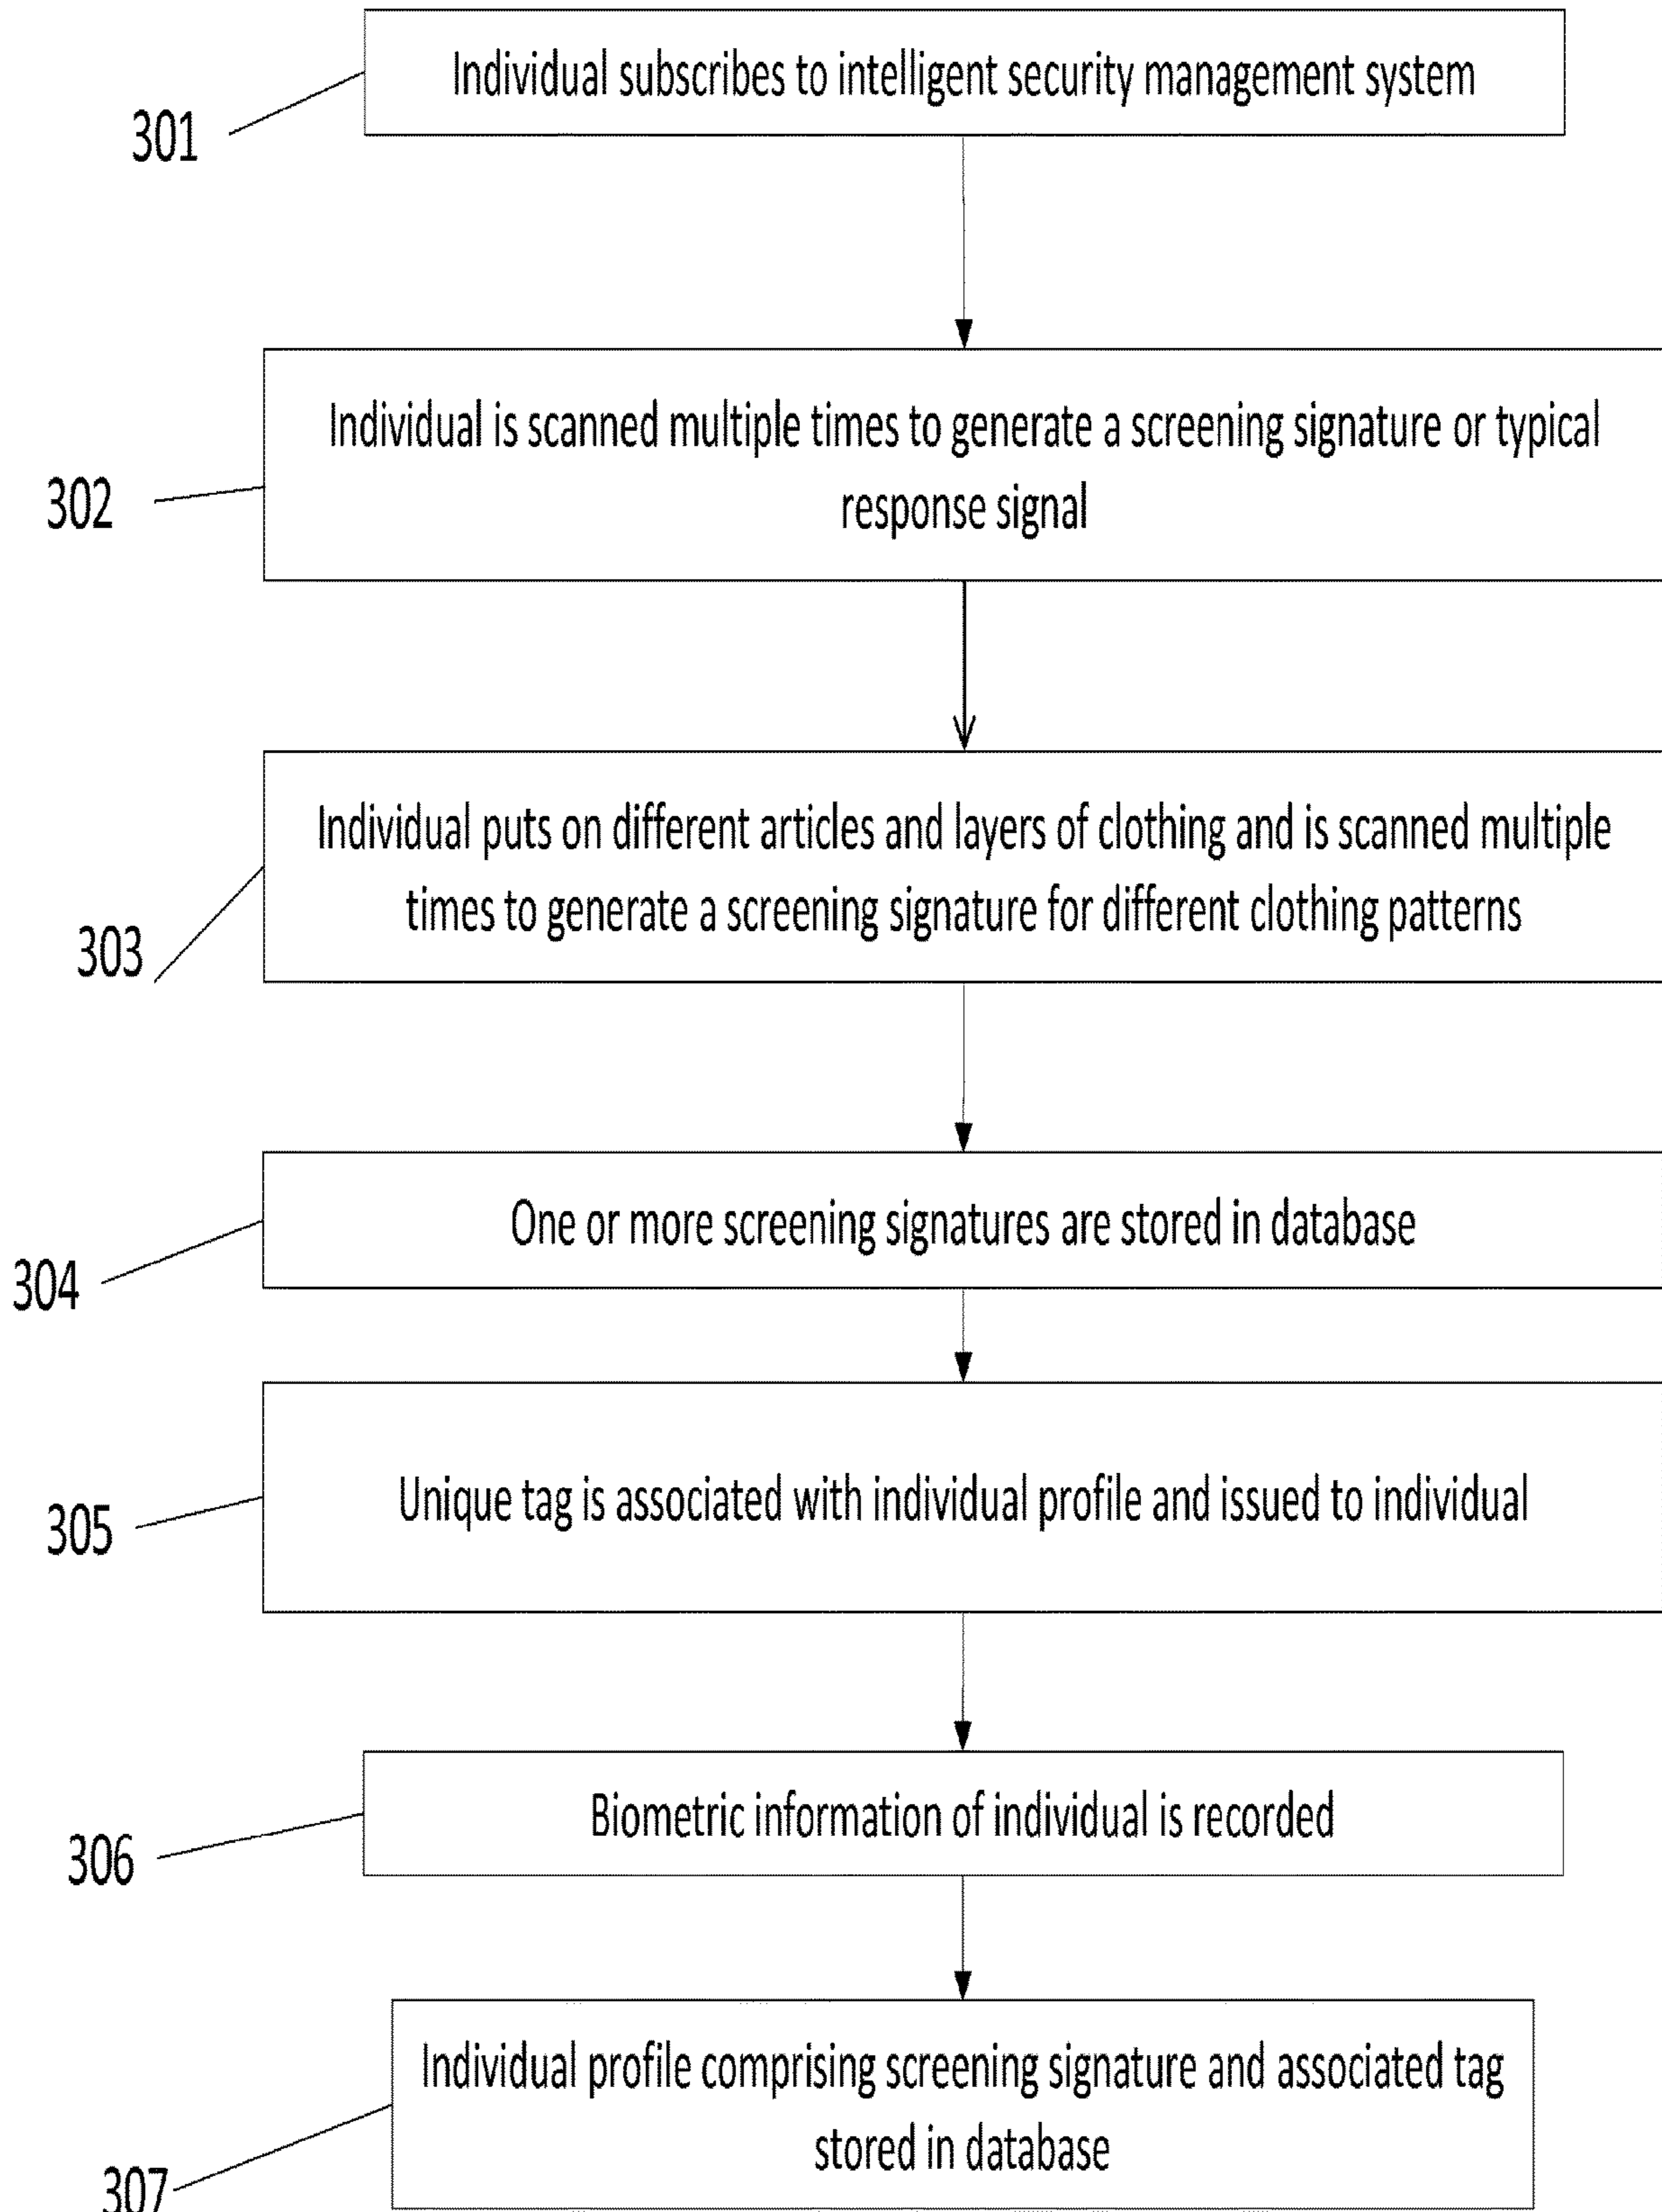 Individual subscribes to intelligent security management system
301
Individual is scanned multiple times to generate a screening signature or typical
response signal
302
Individual puts on different articles and layers of clothing and is scanned multiple
times to generate a screening signature for different clothing patterns
303
One or more screening signatures are stored in database
304
Unique tag is associated with individual profile and issued to individual
305
Biometric information of individual is recorded
306
Individual profile comprising screening signature and associated tag
stored in database
307